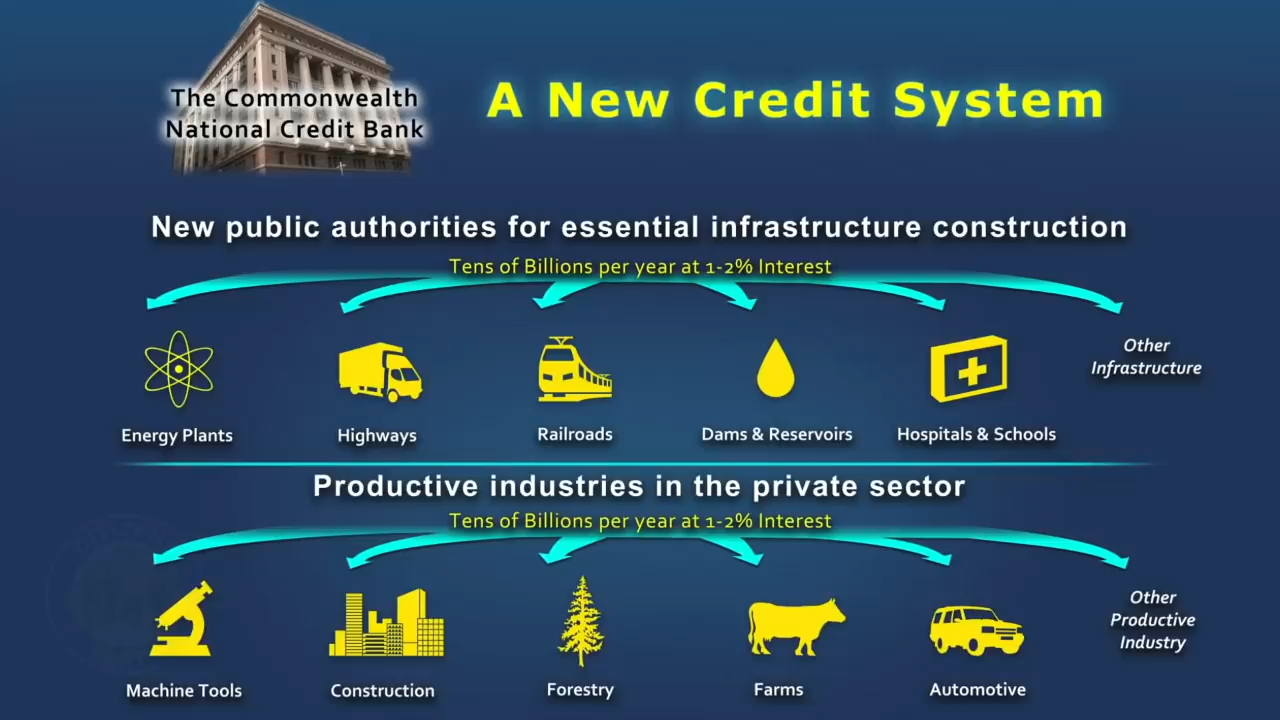 The Commonwealth
National Credit Bank
A New Credit System
New public authorities for essential infrastructure construction
Tens of Billions per year at 1-2% Interest
Other
Infrastructure
Energy Plants
Highways
Railroads
Dams & Reservoirs
Hospitals & Schools
Productive industries in the private sector
Tens of Billions per year at 1-2% Interest
Other
Productive
Industry
Machine Tools
Construction
Forestry
Farms
Automotive